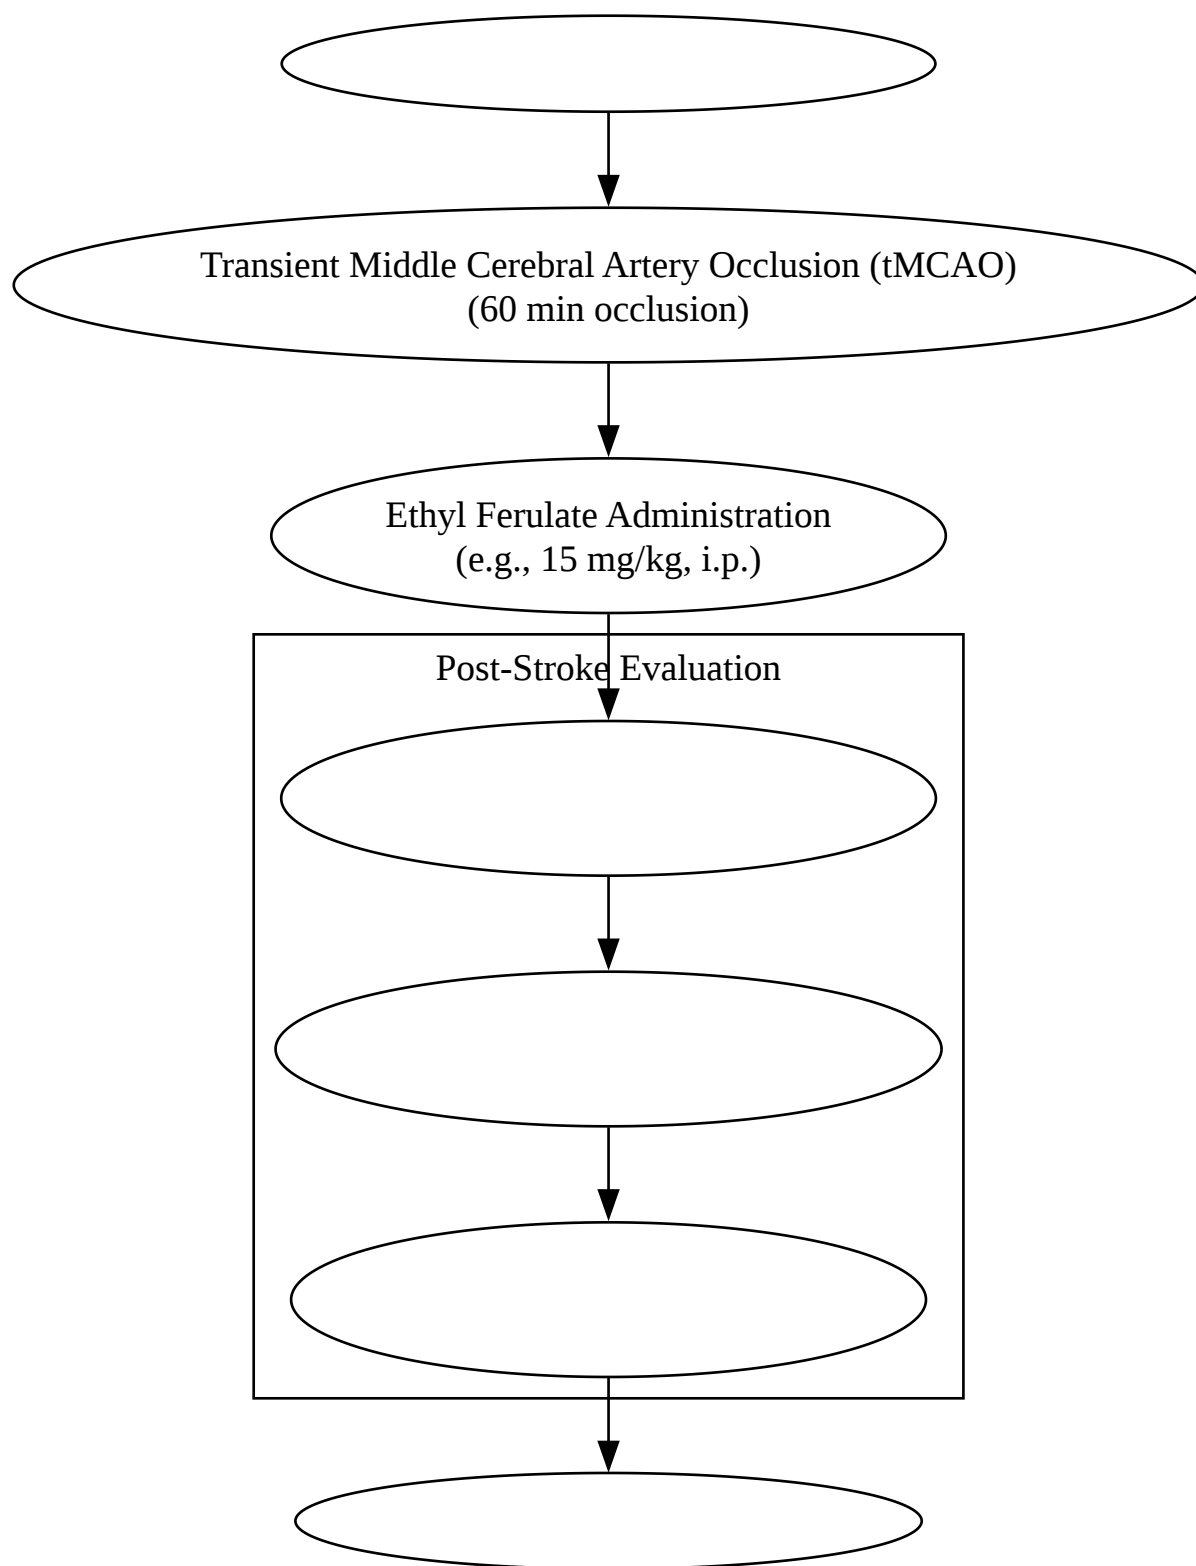 Transient Middle Cerebral Artery Occlusion (tMCAO)
(60 min occlusion)
Ethyl Ferulate Administration
(e.g., 15 mg/kg, i.p.)
Post-Stroke Evaluation